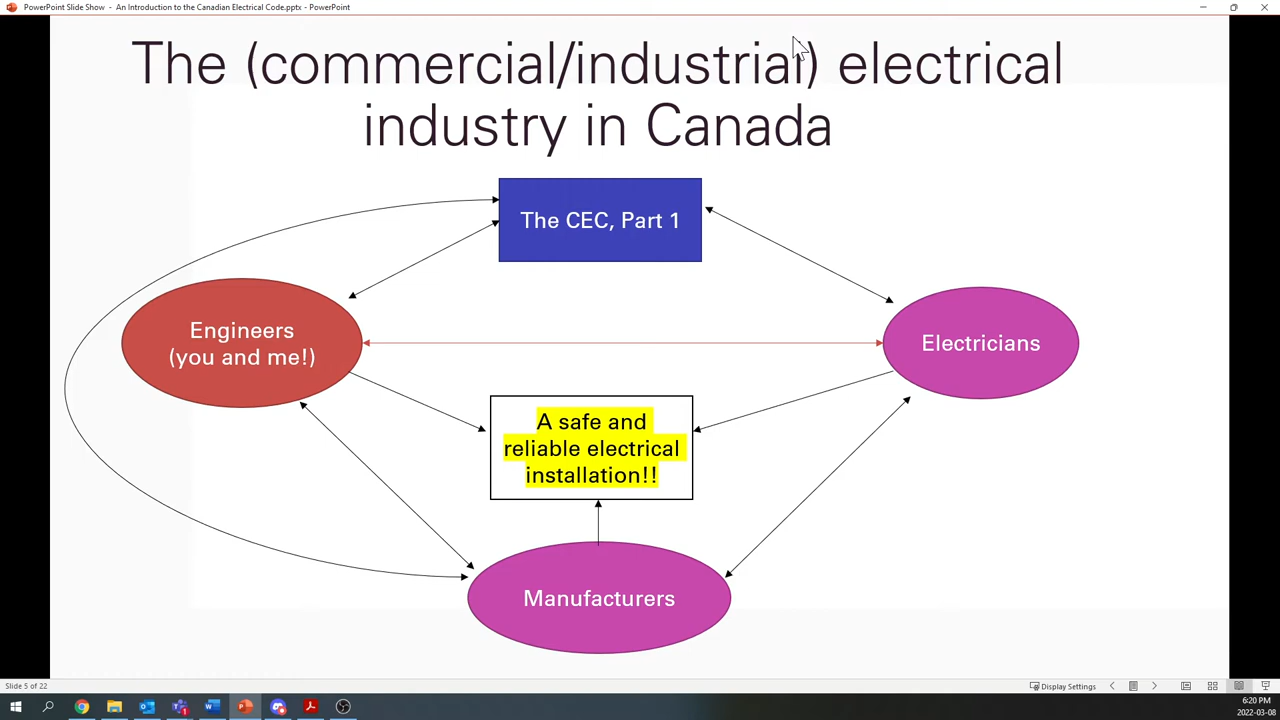 PowerPoint Slide Show - An Introduction to the Canadian Electrical Code.pptx - PowerPoint
The (commercial/industrial) electrical
industry in Canada
The CEC, Part 1
Engineers
(you and me!)
Electricians
A safe and
reliable electrical
installation!!
Manufacturers
Slide 5 of 22
Display Settings
6:20 PM
2022-03-08